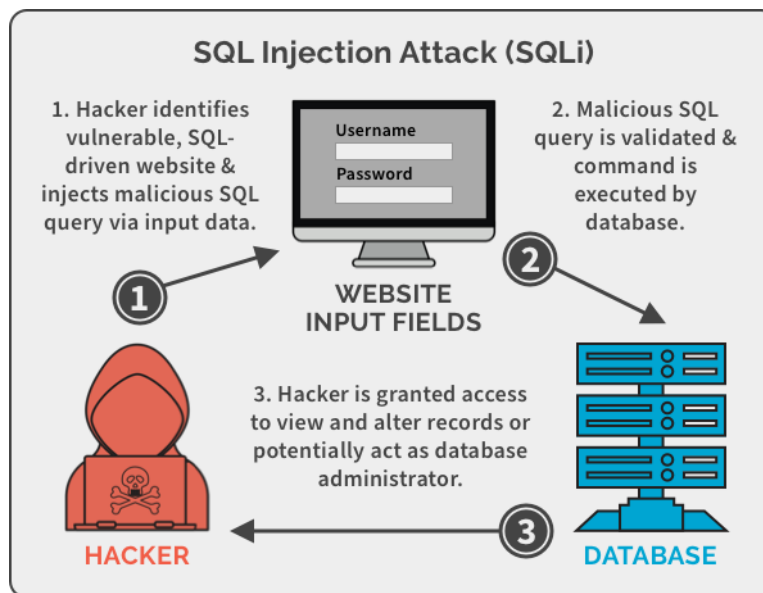 SQL Injection Attack (SQLi)
1. Hacker identifies
vulnerable, SQL-
driven website &
injects malicious SQL
query via input data.
Username
Password
2. Malicious SQL
query is validated &
command is
executed by
database.
1
WEBSITE
INPUT FIELDS
2
3. Hacker is granted access
to view and alter records or
potentially act as database
administrator.
HACKER
3
DATABASE